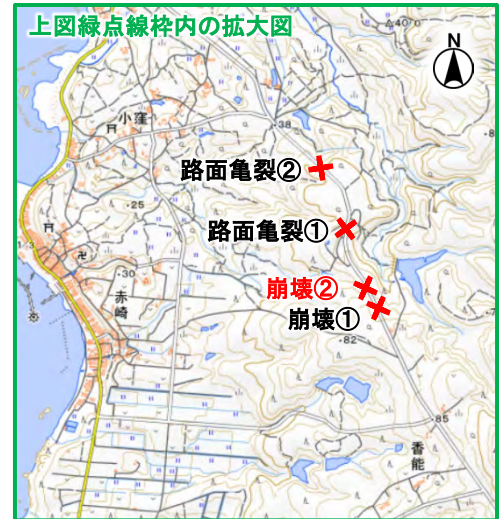 上図緑点線枠内の拡大図
N
小窪
・38
路面亀裂②
・25
路面亀裂①
・30
赤崎
崩壊②
崩壊①
・82
・85
香能